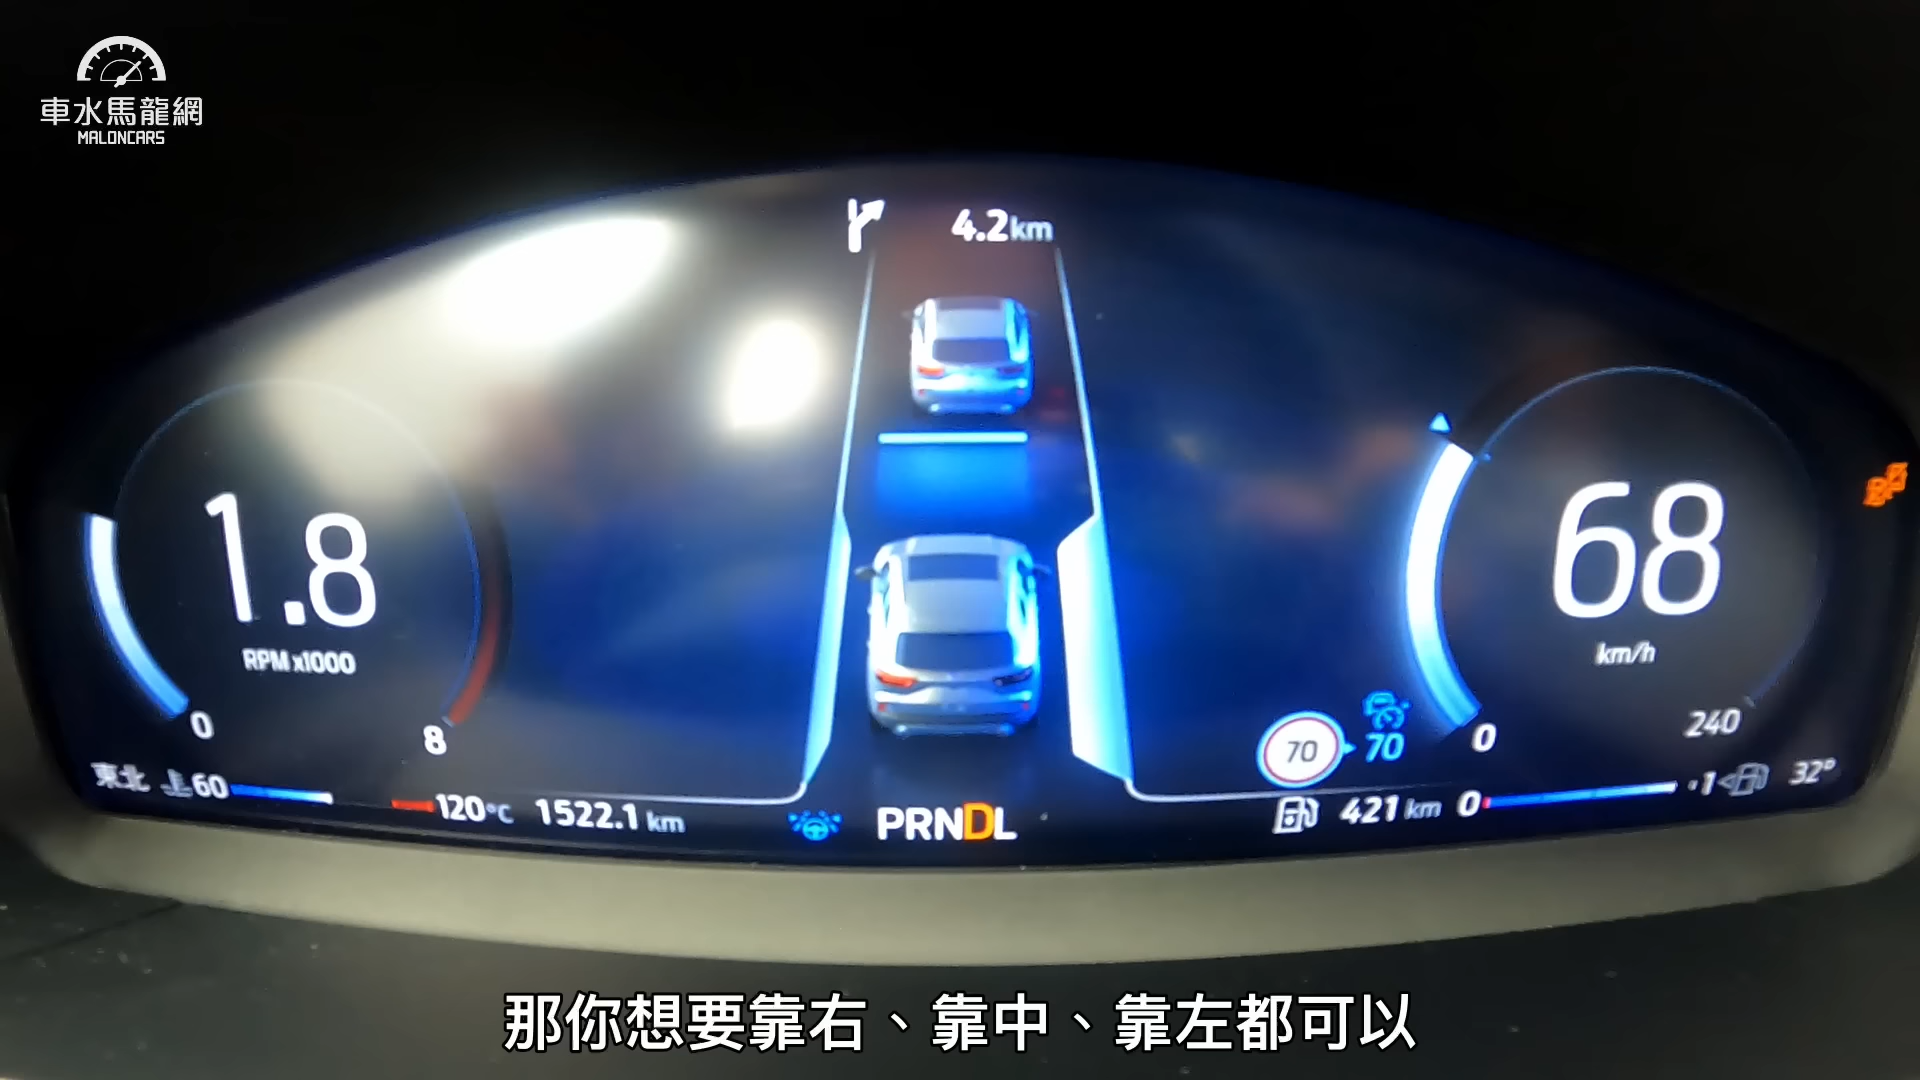 車水馬龍網
MALONCARS
4.2km
1.8
RPM x1000
0
8
68
km/h
0
240
70
70
東北
60
120°C
1522.1 km
PRNDL
421 km
0
1
32°
那你想要靠右、靠中、靠左都可以